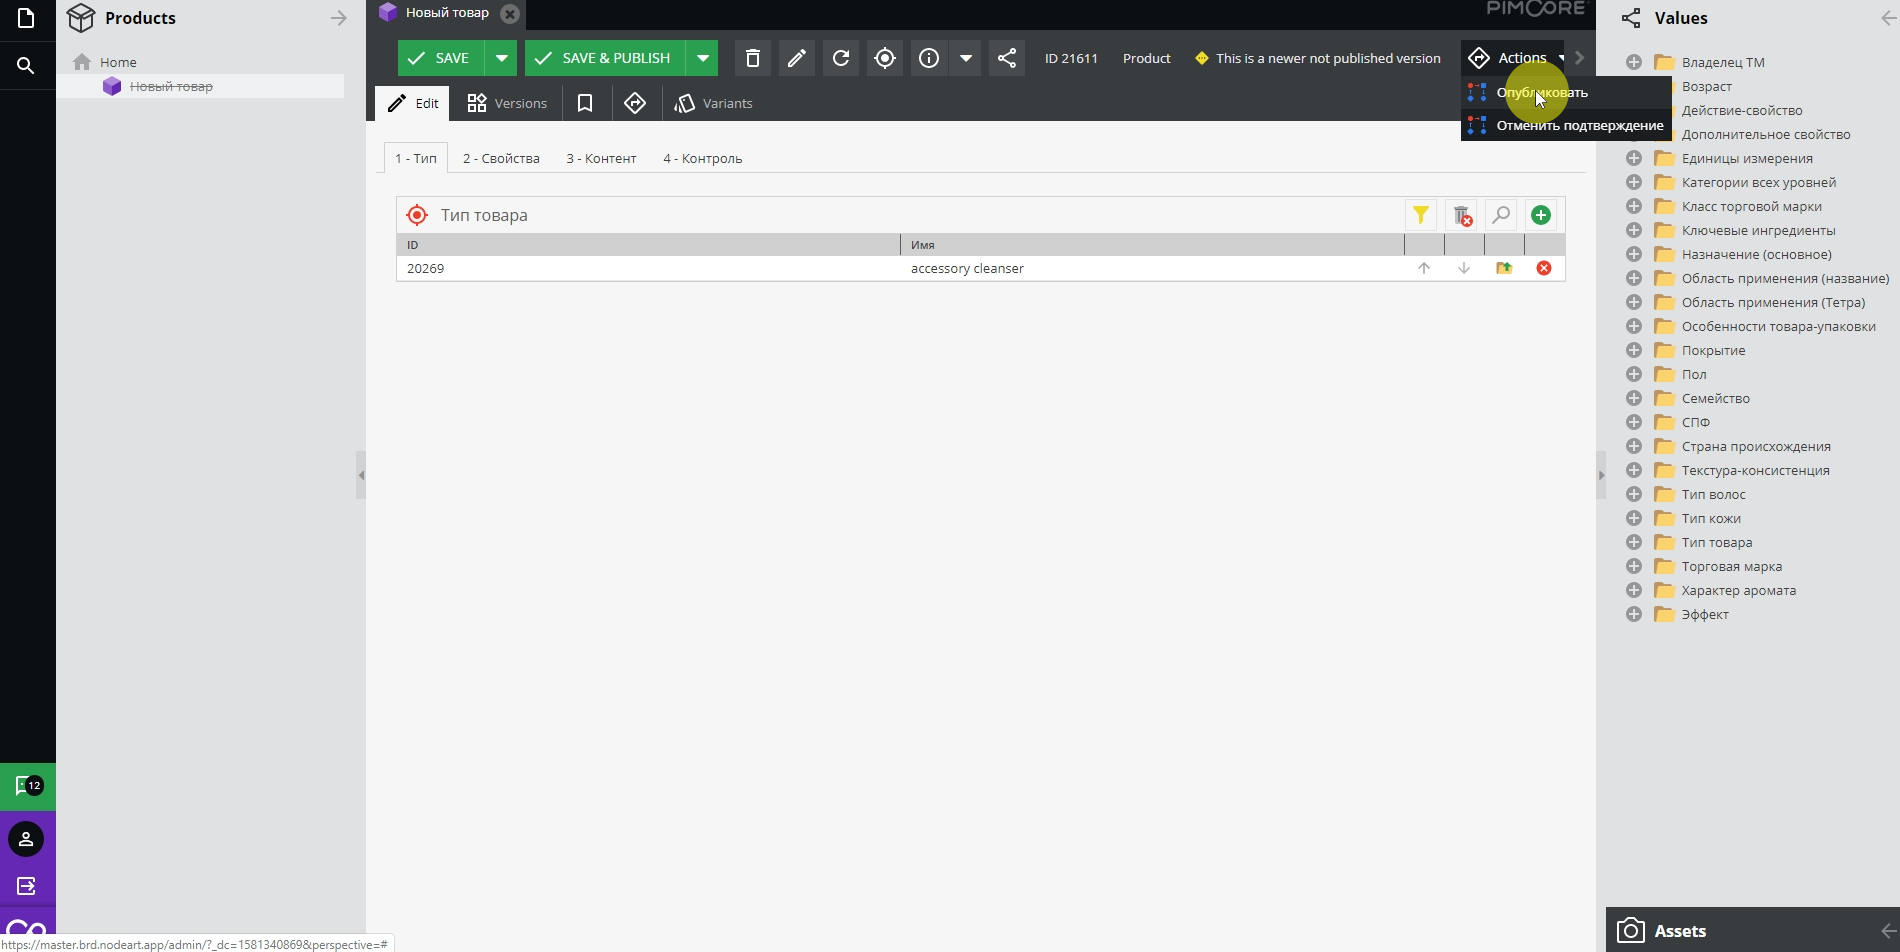 Products
Home
Новый товар
Новый товар
PIMCORE
SAVE
SAVE & PUBLISH
ID 21611
Product
This is a newer not published version
Actions
Опубликовать
Отменить подтверждение
Edit
Versions
Variants
1 - Тип
2 - Свойства
3 - Контент
4 - Контроль
Тип товара
ID
Имя
20269
accessory cleanser
Values
Владелец ТМ
Возраст
Действие-свойство
Дополнительное свойство
Единицы измерения
Категории всех уровней
Класс торговой марки
Ключевые ингредиенты
Назначение (основное)
Область применения (название)
Область применения (Тетра)
Особенности товара-упаковки
Покрытие
Пол
Семейство
СПФ
Страна происхождения
Текстура-консистенция
Тип волос
Тип кожи
Тип товара
Торговая марка
Характер аромата
Эффект
Assets
12
https://master.brd.nodeart.app/admin/?_dc=1581340869&perspective=#